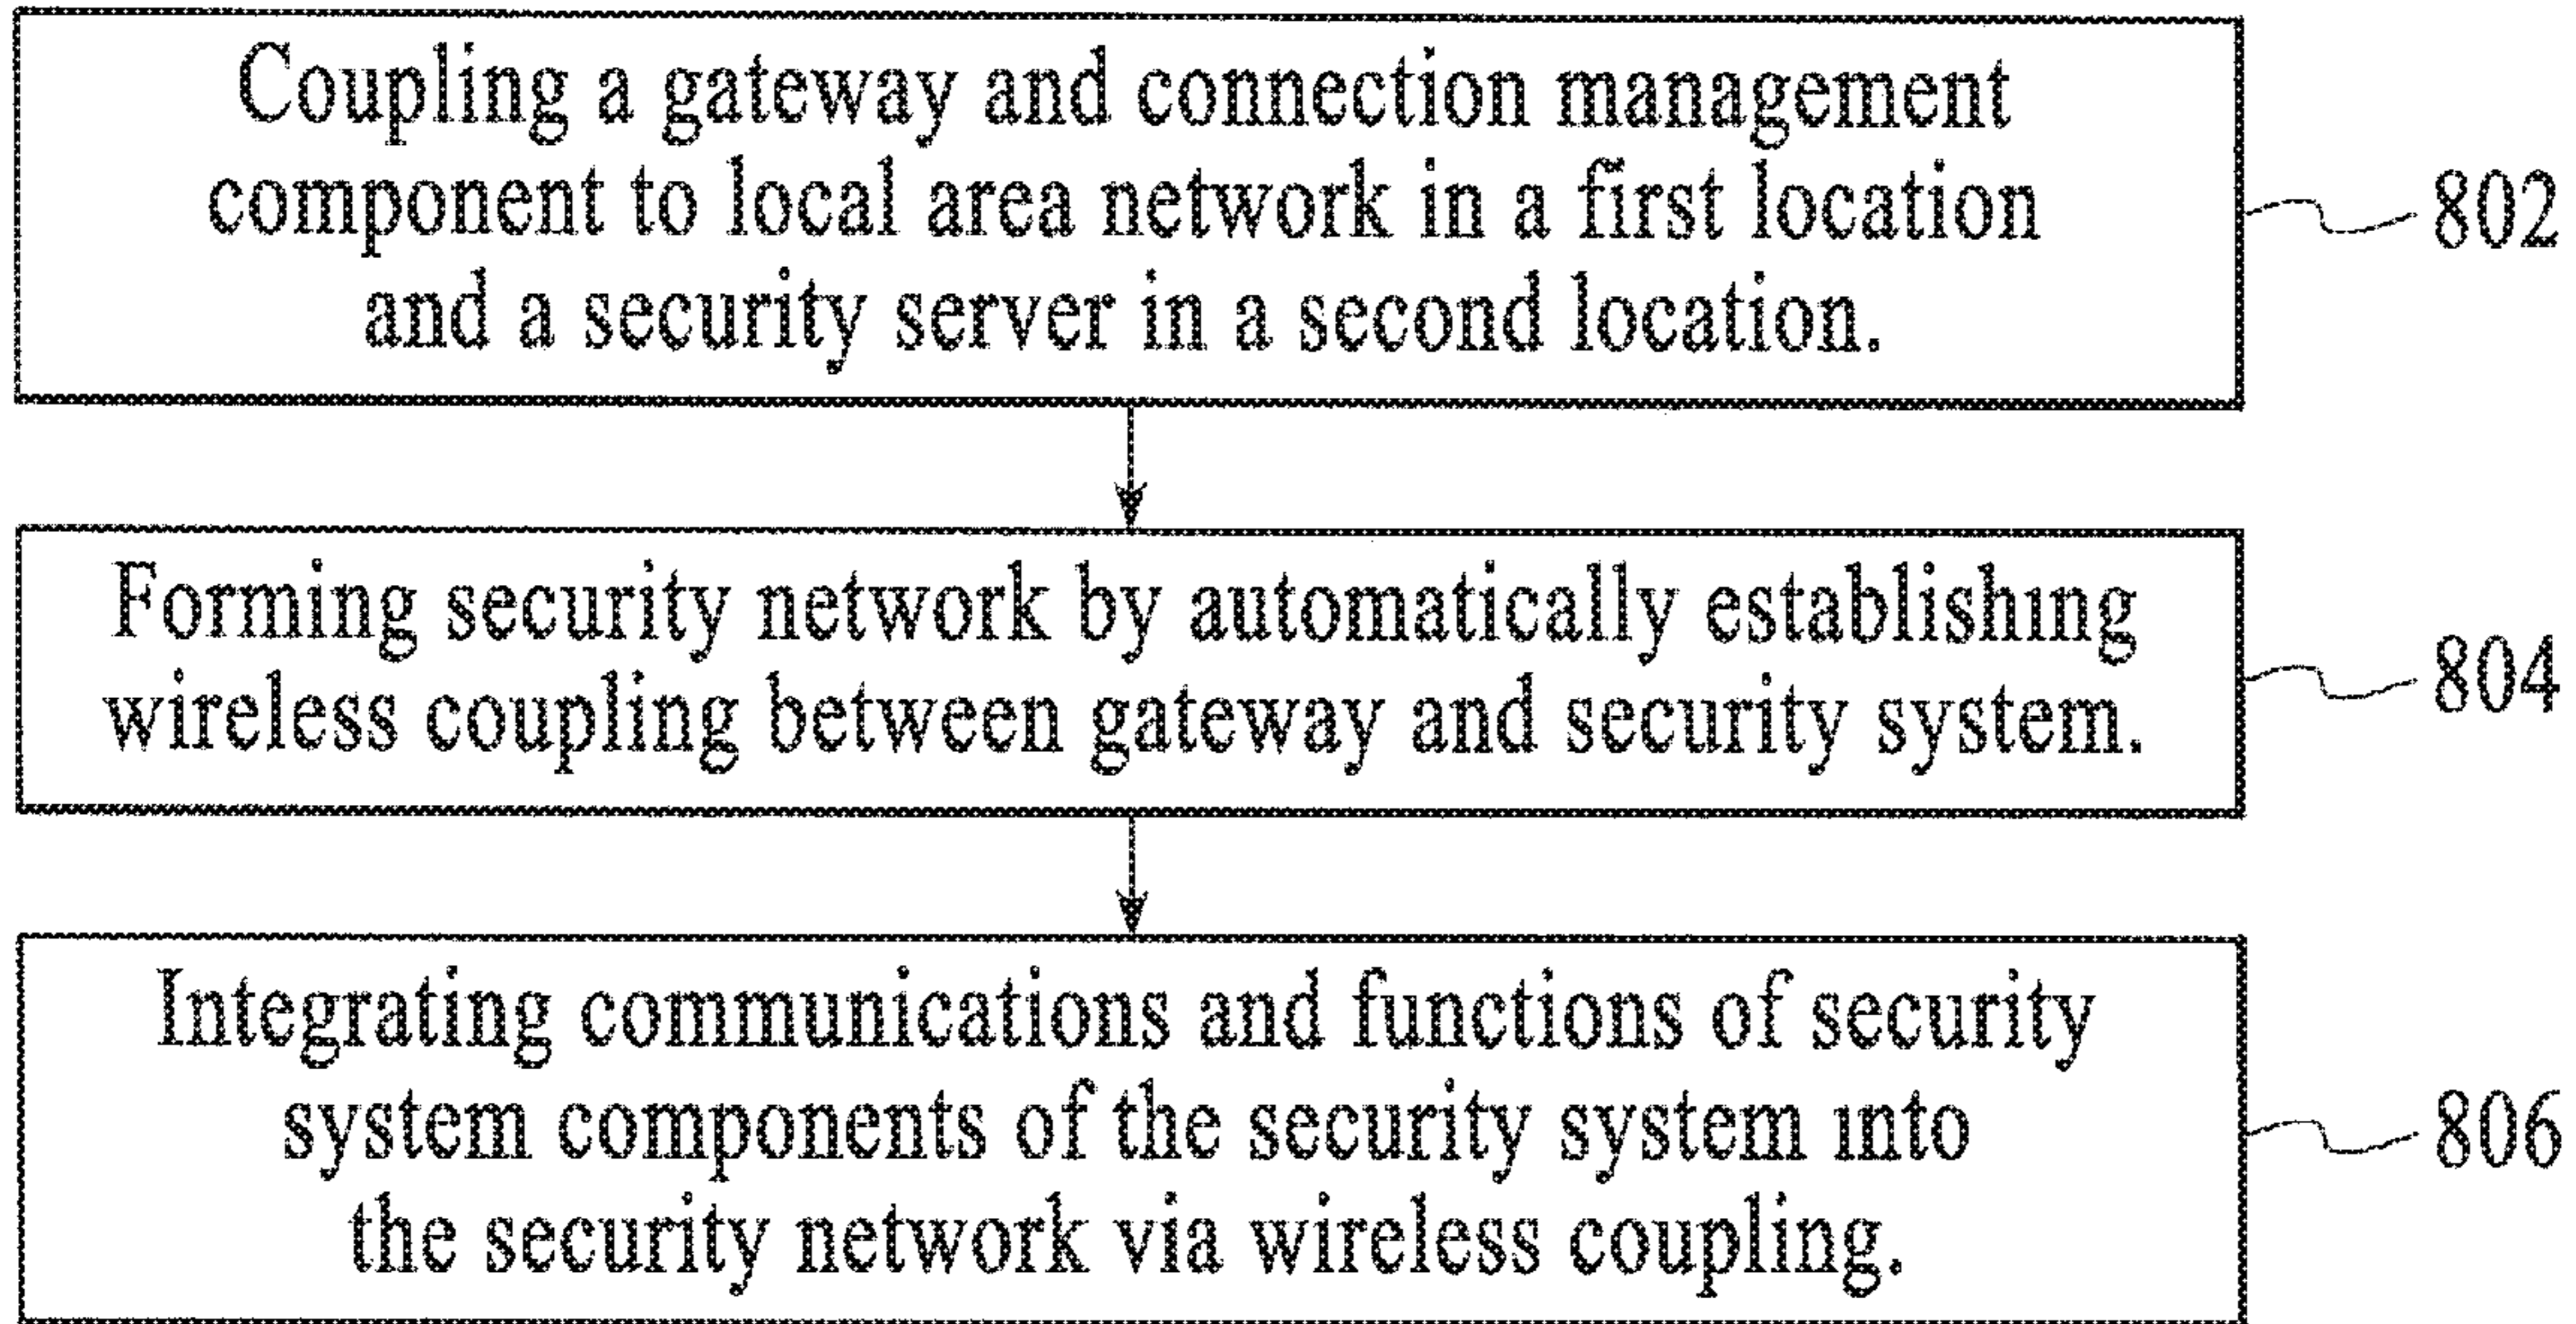 Coupling a gateway and connection management
component to local area network in a first location
and a security server in a second location.
802
Forming security network by automatically establishing
wireless coupling between gateway and security system.
804
Integrating communications and functions of security
system components of the security system into
the security network via wireless coupling.
806